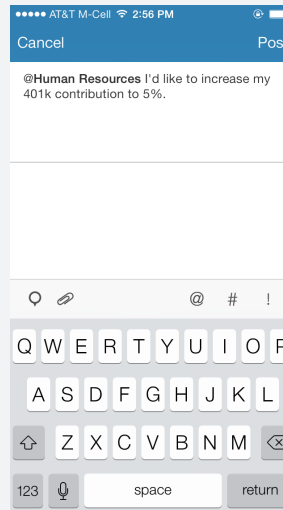 AT&T M-Cell 2:56 PM
Cancel Pos
@Human Resources I'd like to increase my
401k contribution to 5%.
@ # !
Q W E R T Y U I O P
A S D F G H J K L
Z X C V B N M
123 space return